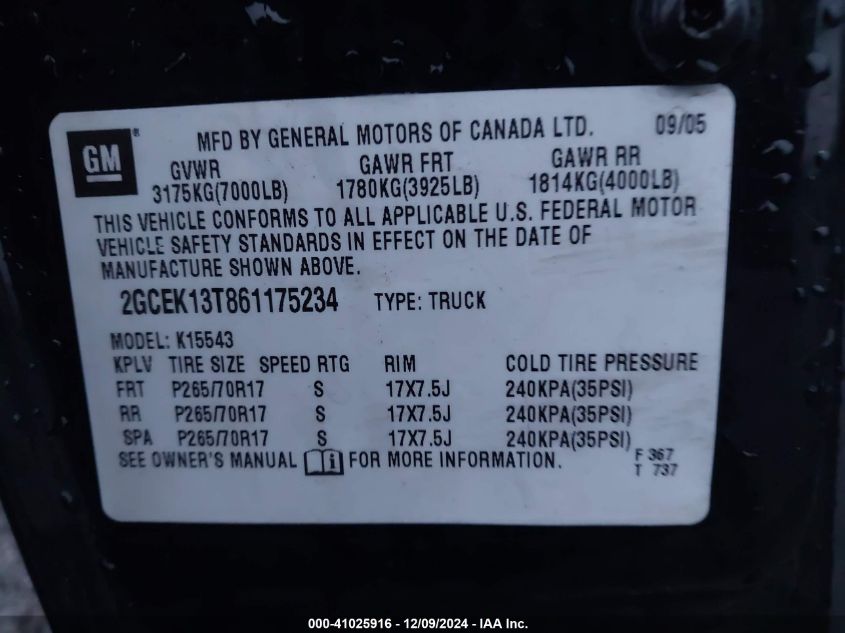 GM ®
MFD BY GENERAL MOTORS OF CANADA LTD. 09/05
GVWR GAWR FRT GAWR RR
3175KG(7000LB) 1780KG(3925LB) 1814KG(4000LB)
THIS VEHICLE CONFORMS TO ALL APPLICABLE U.S. FEDERAL MOTOR
VEHICLE SAFETY STANDARDS IN EFFECT ON THE DATE OF
MANUFACTURE SHOWN ABOVE.
2GCEK13T861175234 TYPE: TRUCK
MODEL: K15543
KPLV TIRE SIZE SPEED RTG RIM COLD TIRE PRESSURE
FRT P265/70R17 S 17X7.5J 240KPA(35PSI)
RR P265/70R17 S 17X7.5J 240KPA(35PSI)
SPA P265/70R17 S 17X7.5J 240KPA(35PSI)
SEE OWNER'S MANUAL i FOR MORE INFORMATION.
F 367
T 737
000-41025916 - 12/09/2024 - IAA Inc.